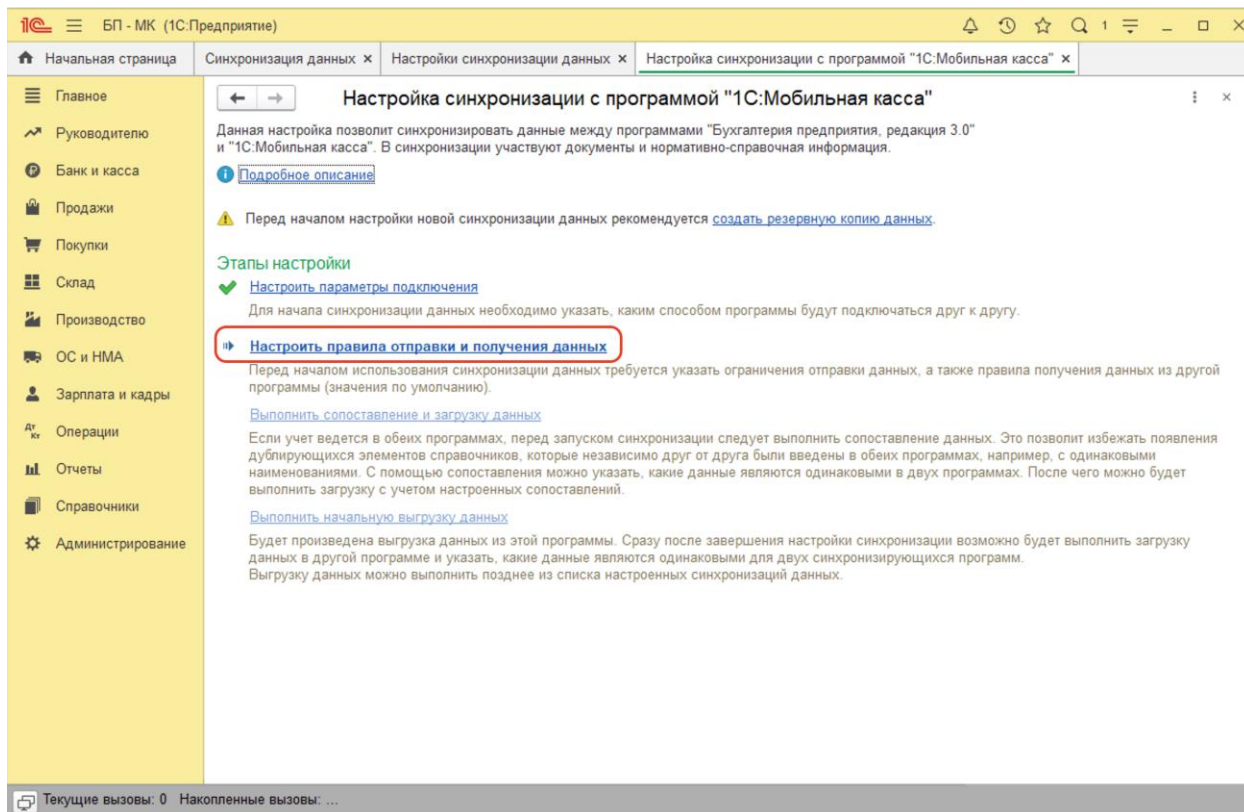 1С БП - МК (1С:Предприятие) 1
Начальная страница Синхронизация данных × Настройки синхронизации данных × Настройка синхронизации с программой "1С:Мобильная касса" ×
Главное
Руководителю
Банк и касса
Продажи
Покупки
Склад
Производство
ОС и НМА
Зарплата и кадры
Дт Кт Операции
Отчеты
Справочники
Администрирование
Настройка синхронизации с программой "1С:Мобильная касса"
Данная настройка позволит синхронизировать данные между программами "Бухгалтерия предприятия, редакция 3.0"
и "1С:Мобильная касса". В синхронизации участвуют документы и нормативно-справочная информация.
Подробное описание
Перед началом настройки новой синхронизации данных рекомендуется создать резервную копию данных.
Этапы настройки
Настроить параметры подключения
Для начала синхронизации данных необходимо указать, каким способом программы будут подключаться друг к другу.
Настроить правила отправки и получения данных
Перед началом использования синхронизации данных требуется указать ограничения отправки данных, а также правила получения данных из другой
программы (значения по умолчанию).
Выполнить сопоставление и загрузку данных
Если учет ведется в обеих программах, перед запуском синхронизации следует выполнить сопоставление данных. Это позволит избежать появления
дублирующихся элементов справочников, которые независимо друг от друга были введены в обеих программах, например, с одинаковыми
наименованиями. С помощью сопоставления можно указать, какие данные являются одинаковыми в двух программах. После чего можно будет
выполнить загрузку с учетом настроенных сопоставлений.
Выполнить начальную выгрузку данных
Будет произведена выгрузка данных из этой программы. Сразу после завершения настройки синхронизации возможно будет выполнить загрузку
данных в другой программе и указать, какие данные являются одинаковыми для двух синхронизирующихся программ.
Выгрузку данных можно выполнить позднее из списка настроенных синхронизаций данных.
Текущие вызовы: 0 Накопленные вызовы: ...